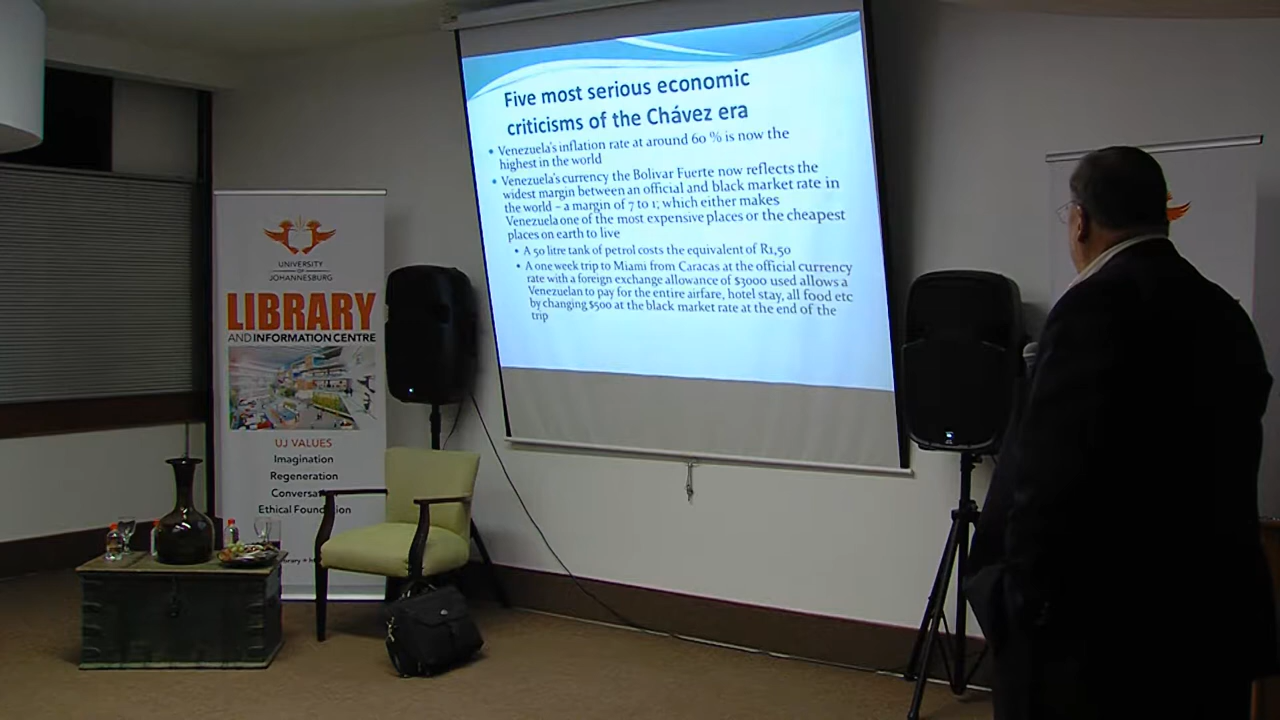 Five most serious economic
criticisms of the Chávez era
• Venezuela's inflation rate at around 60 % is now the
highest in the world
• Venezuela's currency the Bolivar Fuerte now reflects the
widest margin between an official and black market rate in
the world – a margin of 7 to 1; which either makes
Venezuela one of the most expensive places or the cheapest
places on earth to live
• A 50 litre tank of petrol costs the equivalent of R1,50
• A one week trip to Miami from Caracas at the official currency
rate with a foreign exchange allowance of $3000 used allows a
Venezuelan to pay for the entire airfare, hotel stay, all food etc
by changing $500 at the black market rate at the end of the
trip
UNIVERSITY
OF
JOHANNESBURG
LIBRARY
AND INFORMATION CENTRE
UJ VALUES
Imagination
Regeneration
Conversat
Ethical Foun ion